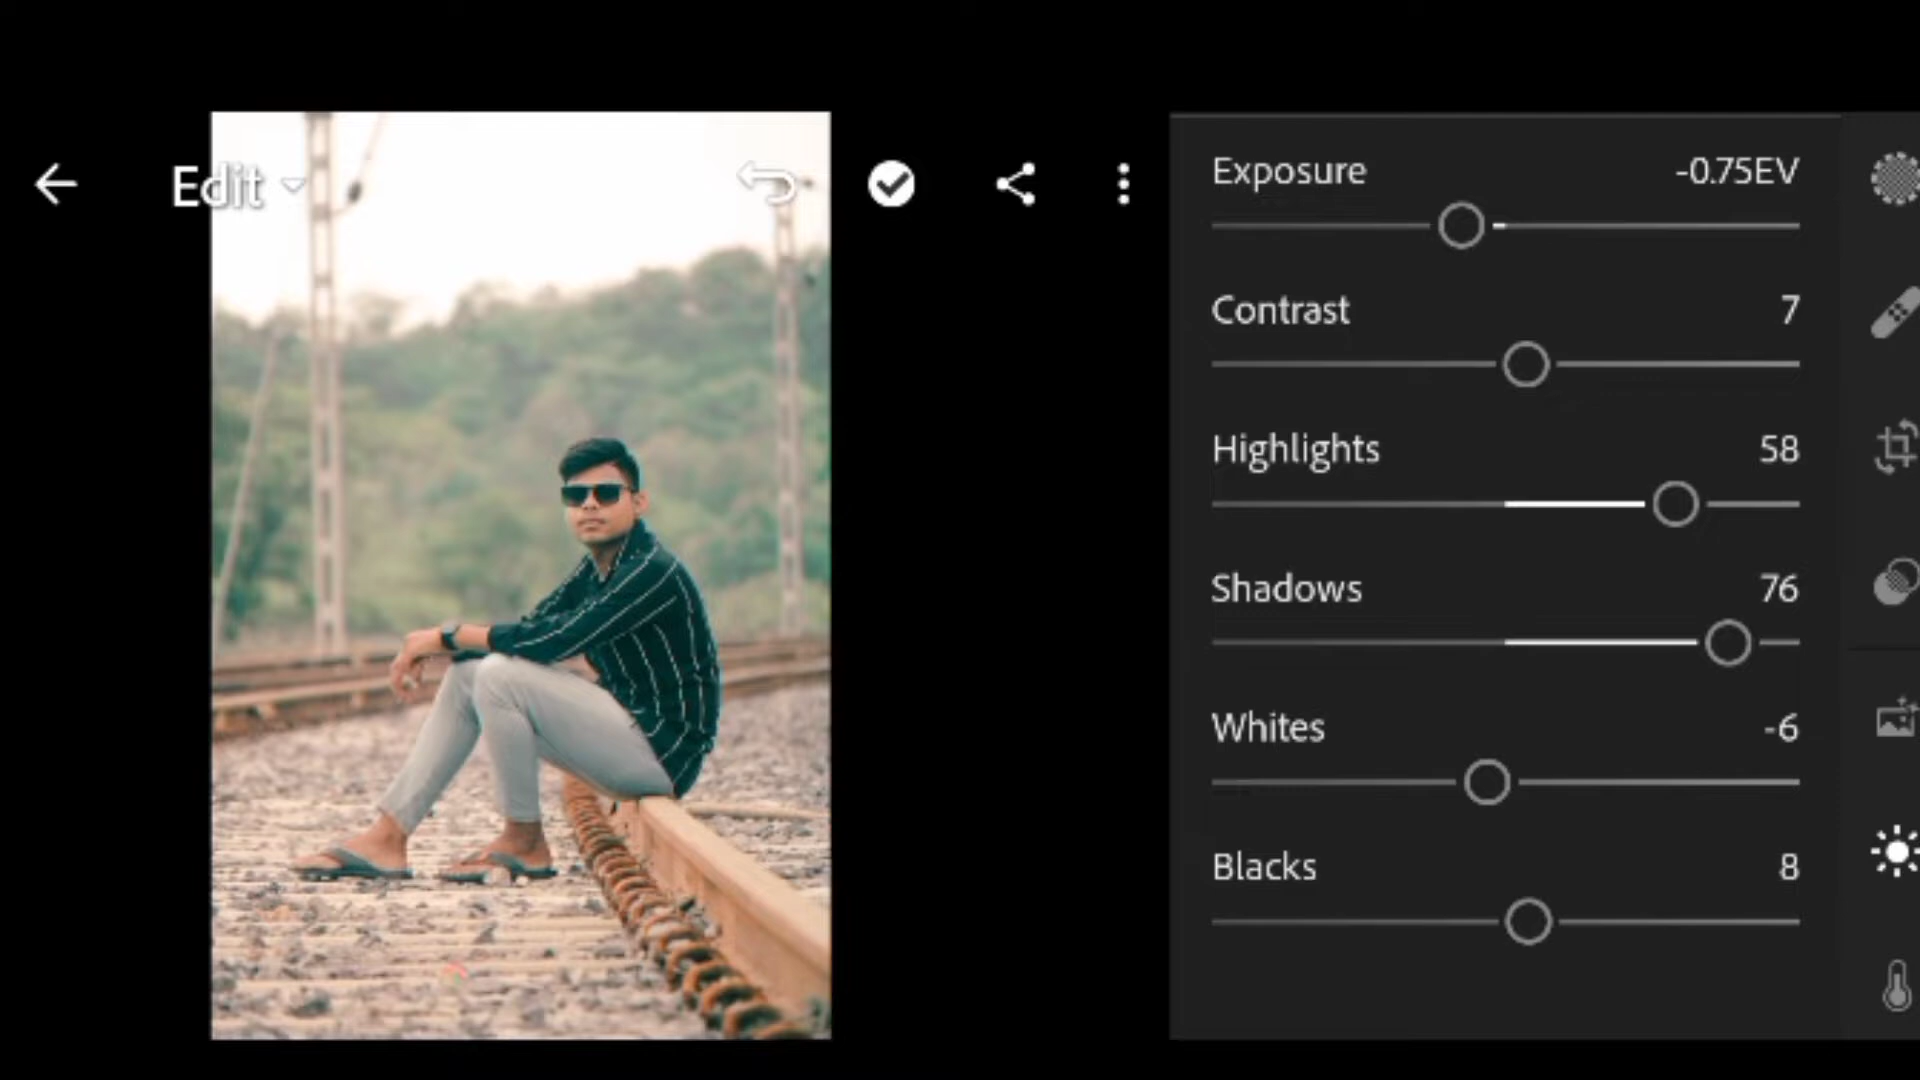 Edit
Exposure -0.75EV
Contrast 7
Highlights 58
Shadows 76
Whites -6
Blacks 8